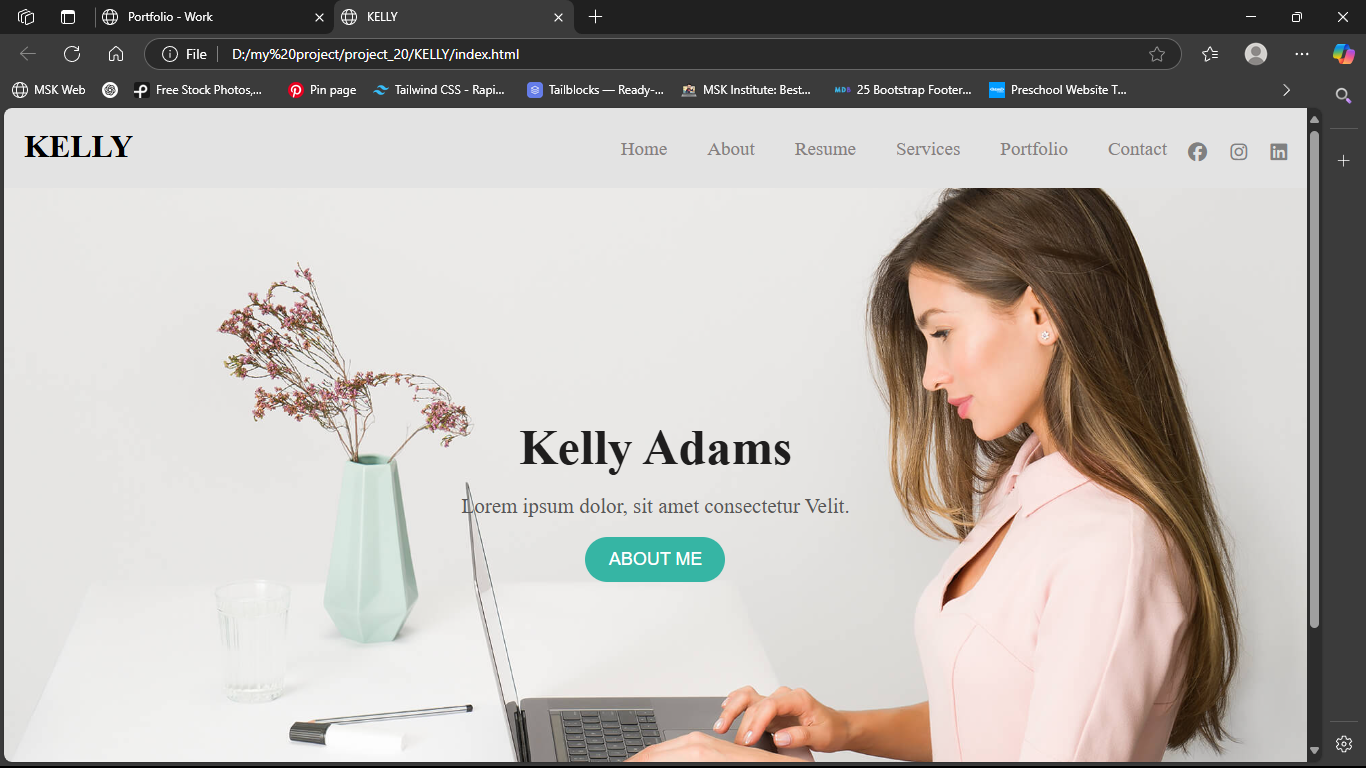 Portfolio - Work
KELLY
File
D:/my%20project/project_20/KELLY/index.html
MSK Web
Free Stock Photos,...
Pin page
Tailwind CSS - Rapi...
Tailblocks — Ready-...
MSK Institute: Best...
MDB
25 Bootstrap Footer...
Preschool Website T...
KELLY
Home
About
Resume
Services
Portfolio
Contact
Kelly Adams
Lorem ipsum dolor, sit amet consectetur Velit.
ABOUT ME